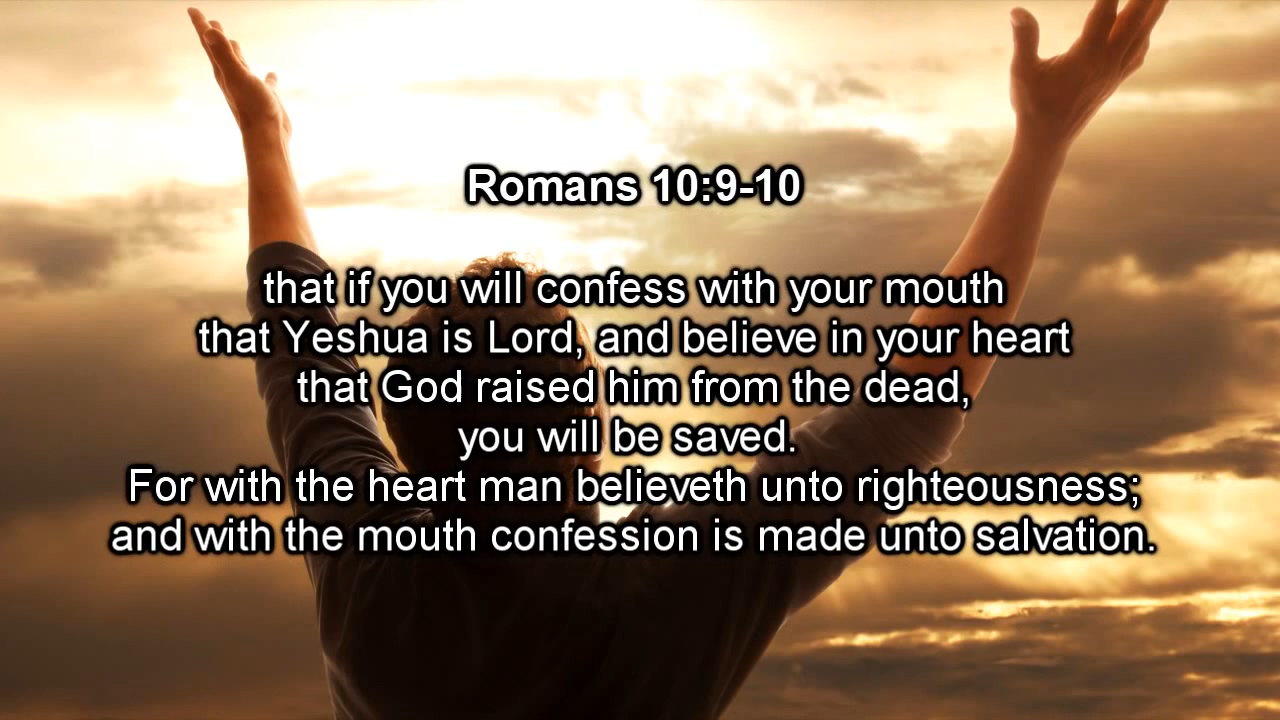 Romans 10:9-10
that if you will confess with your mouth
that Yeshua is Lord, and believe in your heart
that God raised him from the dead,
you will be saved.
For with the heart man believeth unto righteousness;
and with the mouth confession is made unto salvation.